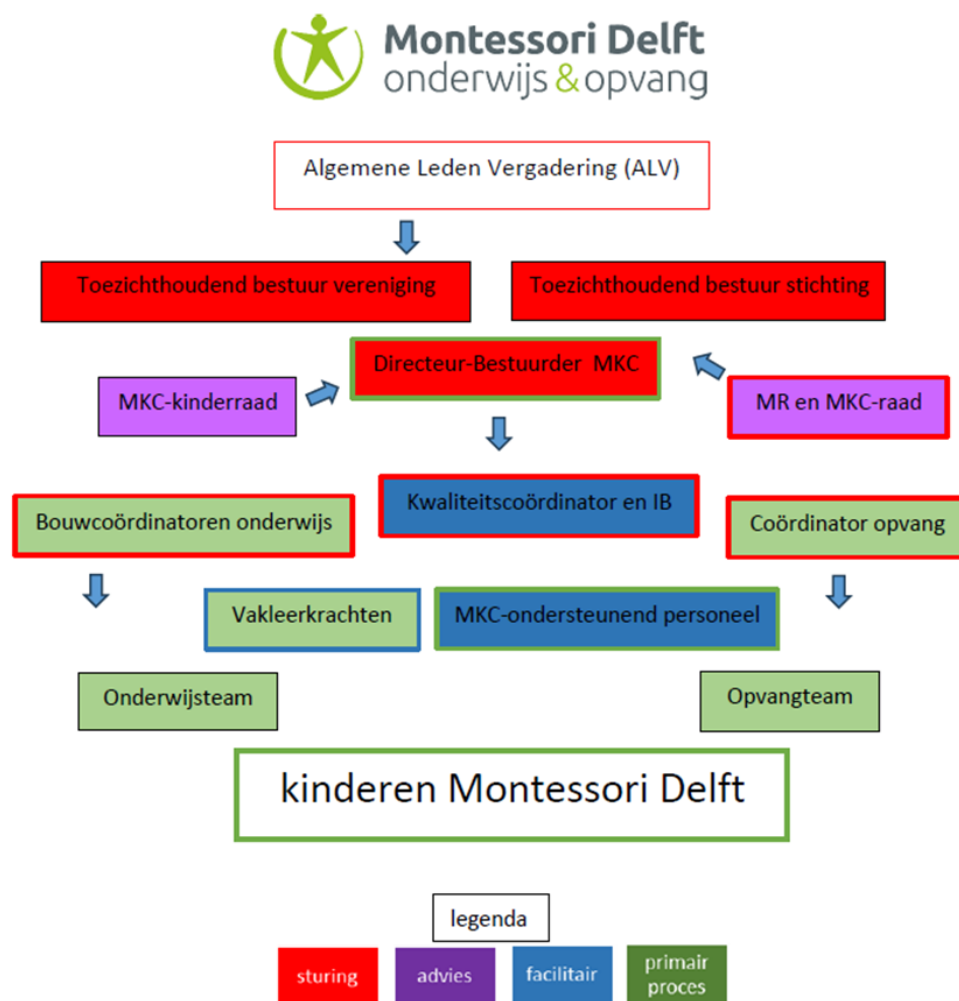 Montessori Delft
onderwijs & opvang
Algemene Leden Vergadering (ALV)
Toezichthoudend bestuur vereniging
Toezichthoudend bestuur stichting
Directeur-Bestuurder MKC
MKC-kinderraad
MR en MKC-raad
Kwaliteitscoördinator en IB
Bouwcoördinatoren onderwijs
Coördinator opvang
Vakleerkrachten
MKC-ondersteunend personeel
Onderwijsteam
Opvangteam
kinderen Montessori Delft
legenda
sturing
advies
facilitair
primair
proces